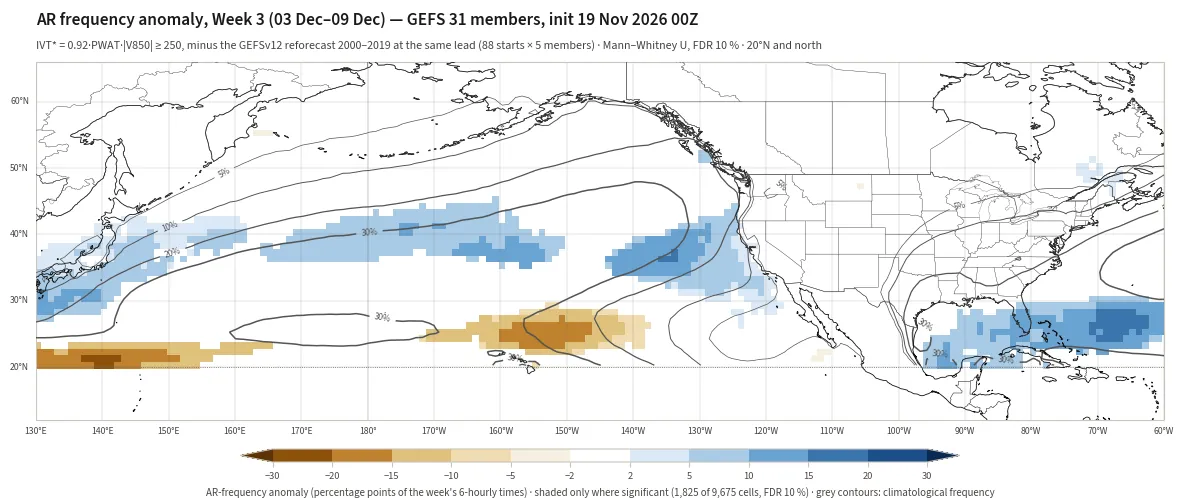 AR frequency anomaly, Week 3 (03 Dec–09 Dec) — GEFS 31 members, init 19 Nov 2026 00Z
IVT* = 0.92·PWAT·|V850| ≥ 250, minus the GEFSv12 reforecast 2000–2019 at the same lead (88 starts × 5 members) · Mann–Whitney U, FDR 10 % · 20°N and north
60°N
50°N
5%
5%
5%
10%
40°N
30%
20%
30°N
30%
30%
20°N
30%
30%
30%
130°E 140°E 150°E 160°E 170°E 180° 170°W 160°W 150°W 140°W 130°W 120°W 110°W 100°W 90°W 80°W 70°W 60°W
−30 −20 −15 −10 −5 −2 2 5 10 15 20 30
AR-frequency anomaly (percentage points of the week's 6-hourly times) · shaded only where significant (1,825 of 9,675 cells, FDR 10 %) · grey contours: climatological frequency